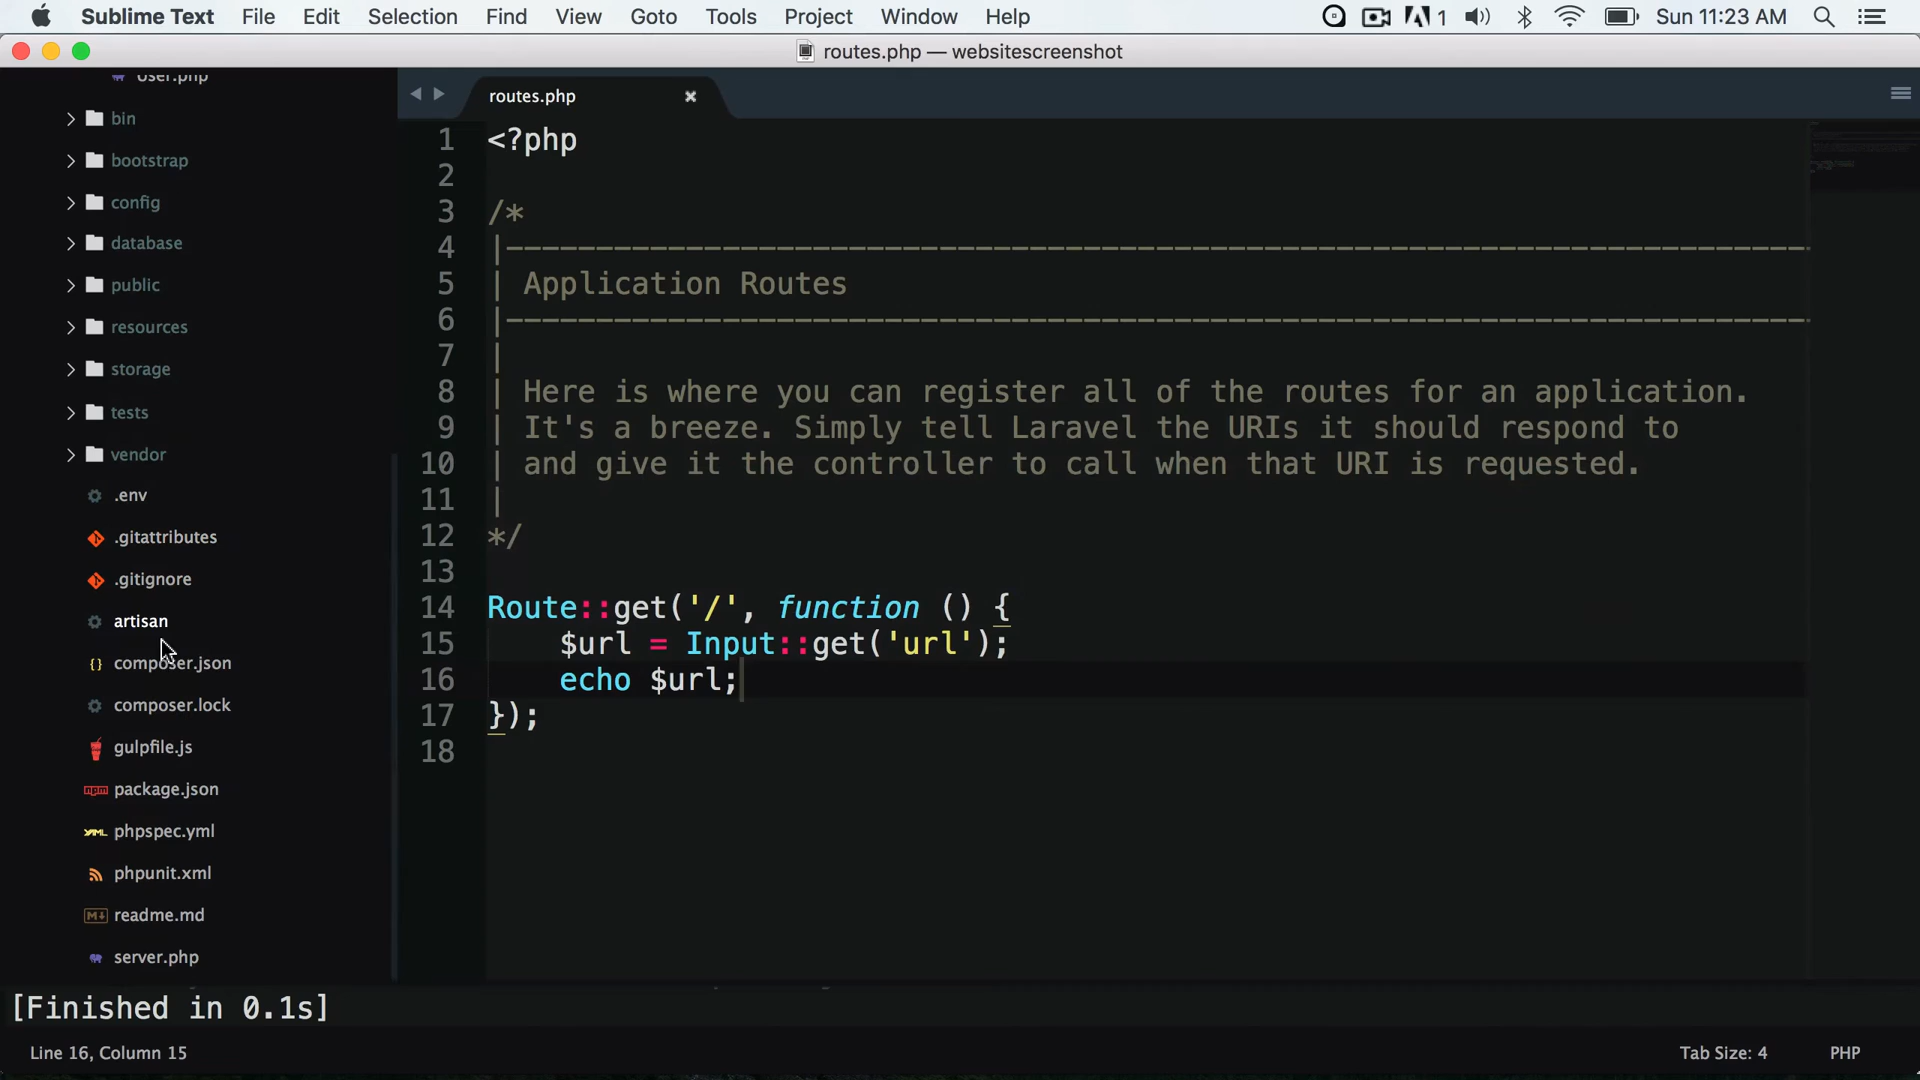 Sublime Text File Edit Selection Find View Goto Tools Project Window Help 1 Sun 11:23 AM
routes.php — websitescreenshot
User.php
bin
bootstrap
config
database
public
resources
storage
tests
vendor
.env
.gitattributes
.gitignore
artisan
composer.json
composer.lock
gulpfile.js
package.json
phpspec.yml
phpunit.xml
readme.md
server.php
routes.php
1 <?php
2
3 /*
4 |--------------------------------------------------------------------------
5 | Application Routes
6 |--------------------------------------------------------------------------
7 |
8 | Here is where you can register all of the routes for an application.
9 | It's a breeze. Simply tell Laravel the URIs it should respond to
10 | and give it the controller to call when that URI is requested.
11 |
12 */
13
14 Route::get('/', function () {
15     $url = Input::get('url');
16     echo $url;
17 });
18
[Finished in 0.1s]
Line 16, Column 15 Tab Size: 4 PHP